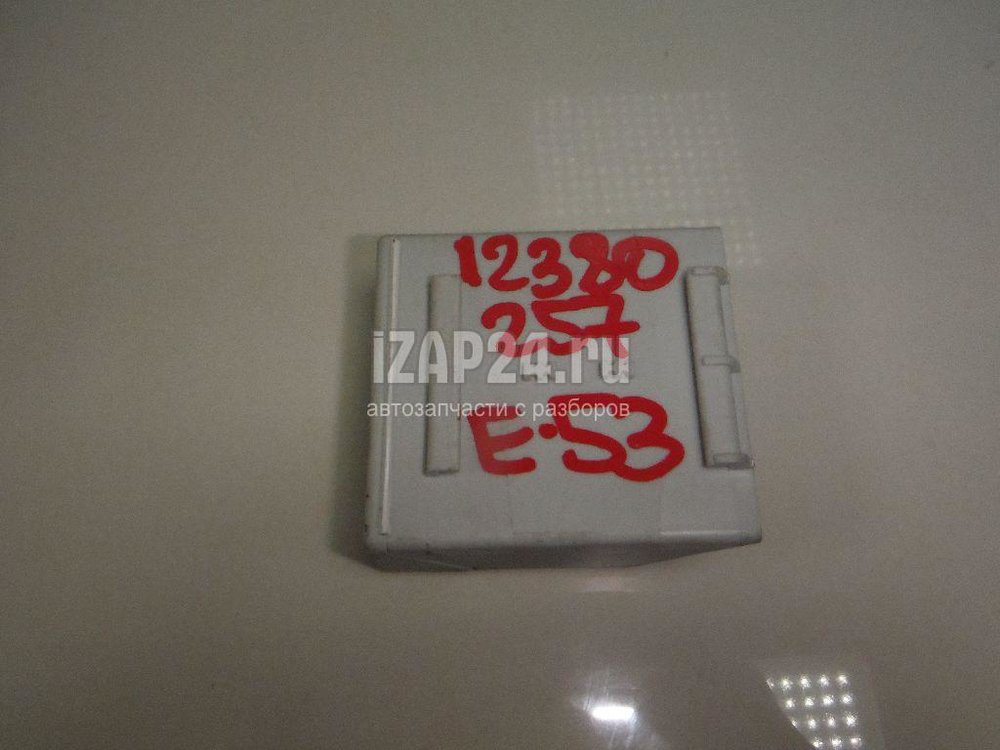 12380
257
iZAP24.ru
автозапчасти с разборов
E-53